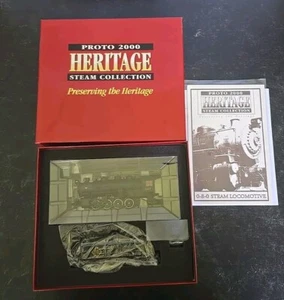 PROTO 2000
HERITAGE
STEAM COLLECTION
Preserving the Heritage
PROTO 2000
HERITAGE
STEAM COLLECTION
0-8-0 STEAM LOCOMOTIVE